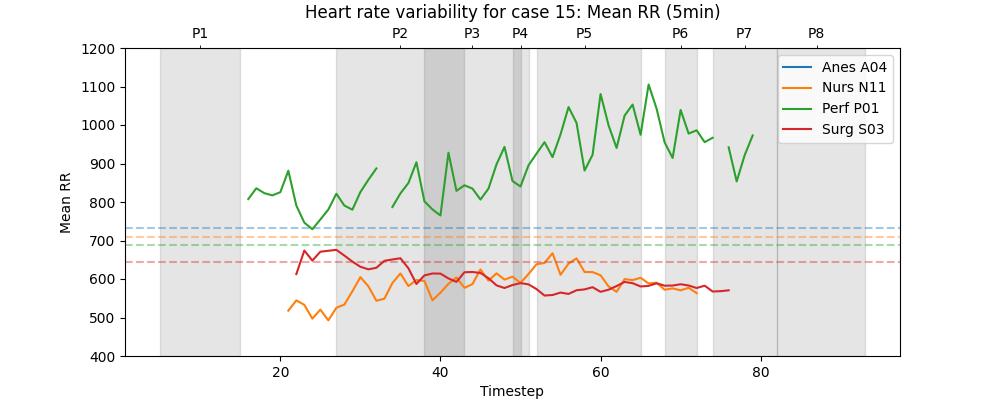 Heart rate variability for case 15: Mean RR (5min)
P1 P2 P3 P4 P5 P6 P7 P8
1200
1100
1000
900
800
700
600
500
400
Mean RR
Anes A04
Nurs N11
Perf P01
Surg S03
20 40 60 80
Timestep